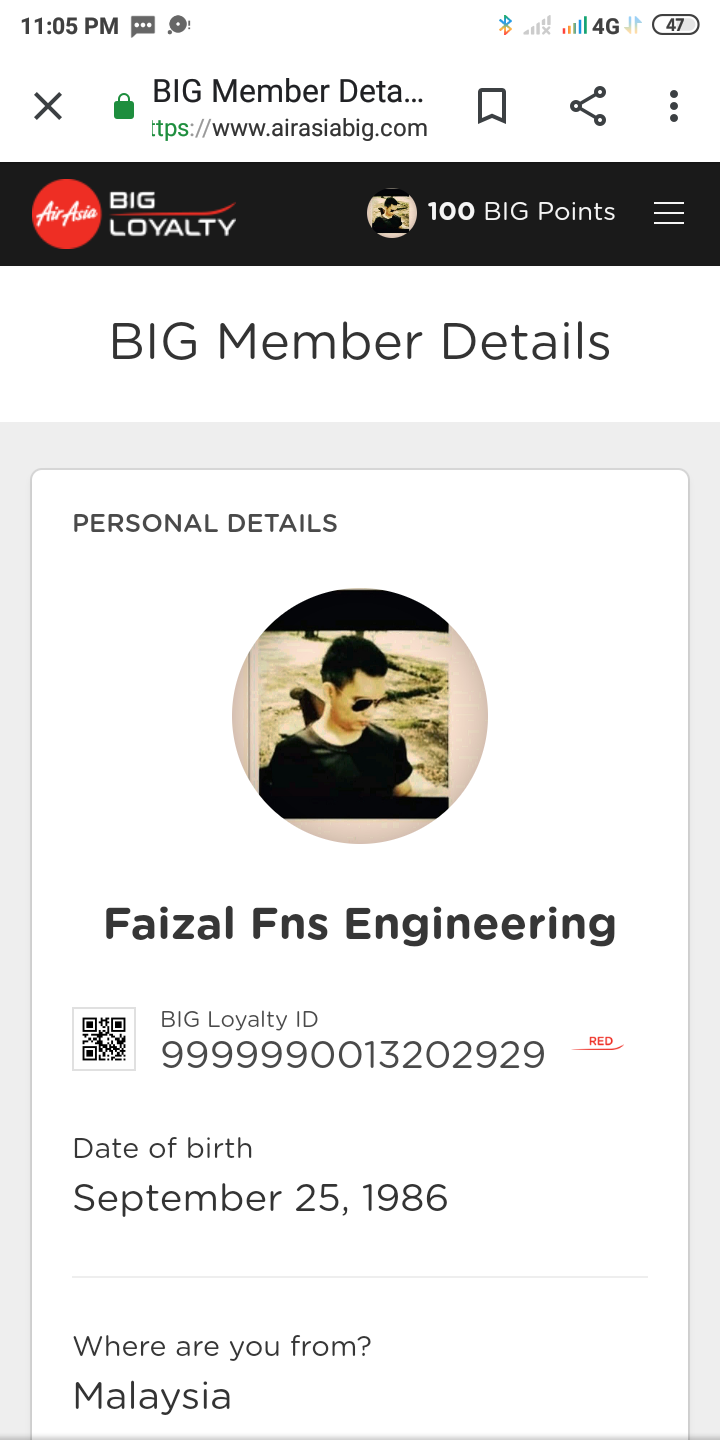 11:05 PM 4G 47
BIG Member Deta...
ttps://www.airasiabig.com
AirAsia BIG LOYALTY 100 BIG Points
BIG Member Details
PERSONAL DETAILS
Faizal Fns Engineering
BIG Loyalty ID
9999990013202929 RED
Date of birth
September 25, 1986
Where are you from?
Malaysia